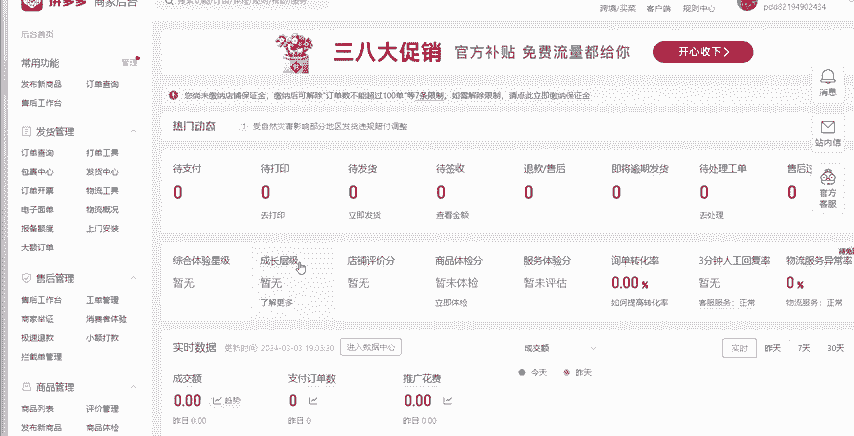 拼多多 商家后台
跨境/买菜 客户端 规则中心
pdd82194902434
后台首页
常用功能 管理
发布新商品 订单查询
售后工作台
三八大促销 官方补贴 免费流量都给你 开心收下
您尚未缴纳店铺保证金，缴纳后可解除“订单数不能超过100单”等7条限制，如需解除限制，请点此立即缴纳保证金
热门动态 受自然灾害影响部分地区发货违规赔付调整
消息
站内信
官方
客服
发货管理
订单查询 打单工具
包裹中心 发货中心
订单开票 物流工具
电子面单 物流概况
报备额度 上门安装
大额订单
待支付 待打印 待发货 待签收 退款/售后 即将逾期发货 待处理工单 售后过
0 0 0 0 0 0 0
去打印 立即发货 查看金额 去处理
综合体验星级 成长层级 店铺评价分 商品体检分 服务体验分 询单转化率 3分钟人工回复率 物流服务异常率
暂无 暂无 暂无 暂未体检 暂未评估 0.00% 暂无 0%
了解更多 立即体检 如何提高转化率 客服服务：正常 物流服务：正常
售后管理
售后工作台 工单管理
商家举证 消费者体验
极速退款 小额打款
拦截单管理
商品管理
商品列表 评价管理
发布新商品 商品体检
实时数据 更新时间 2024-03-03 19:03:30 进入数据中心
成交额 支付订单数 推广花费
0.00 趋势 0 0.00
昨日 0.00 昨日 0 昨日 0.00
成交额 实时 昨天 7天 30天
今天 昨天